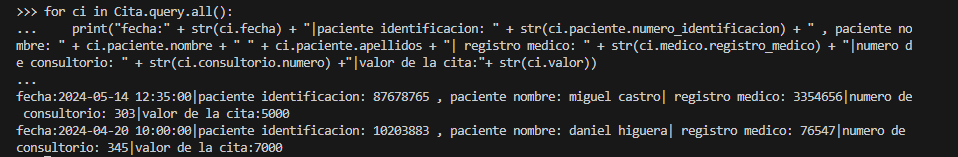 >>> for ci in Cita.query.all():
...     print("fecha:" + str(ci.fecha) + "|paciente identificacion: " + str(ci.paciente.numero_identificacion) + " , paciente no
mbre: " + ci.paciente.nombre + " " + ci.paciente.apellidos + "| registro medico: " + str(ci.medico.registro_medico) + "|numero d
e consultorio: " + str(ci.consultorio.numero) +"|valor de la cita:"+ str(ci.valor))
...
fecha:2024-05-14 12:35:00|paciente identificacion: 87678765 , paciente nombre: miguel castro| registro medico: 3354656|numero de
 consultorio: 303|valor de la cita:5000
fecha:2024-04-20 10:00:00|paciente identificacion: 10203883 , paciente nombre: daniel higuera| registro medico: 76547|numero de
consultorio: 345|valor de la cita:7000